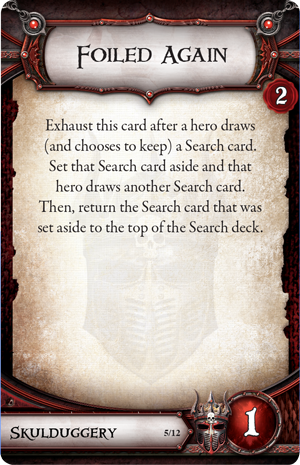 Foiled Again
2
Exhaust this card after a hero draws
(and chooses to keep) a Search card.
Set that Search card aside and that
hero draws another Search card.
Then, return the Search card that was
set aside to the top of the Search deck.
Skulduggery
5/12
1